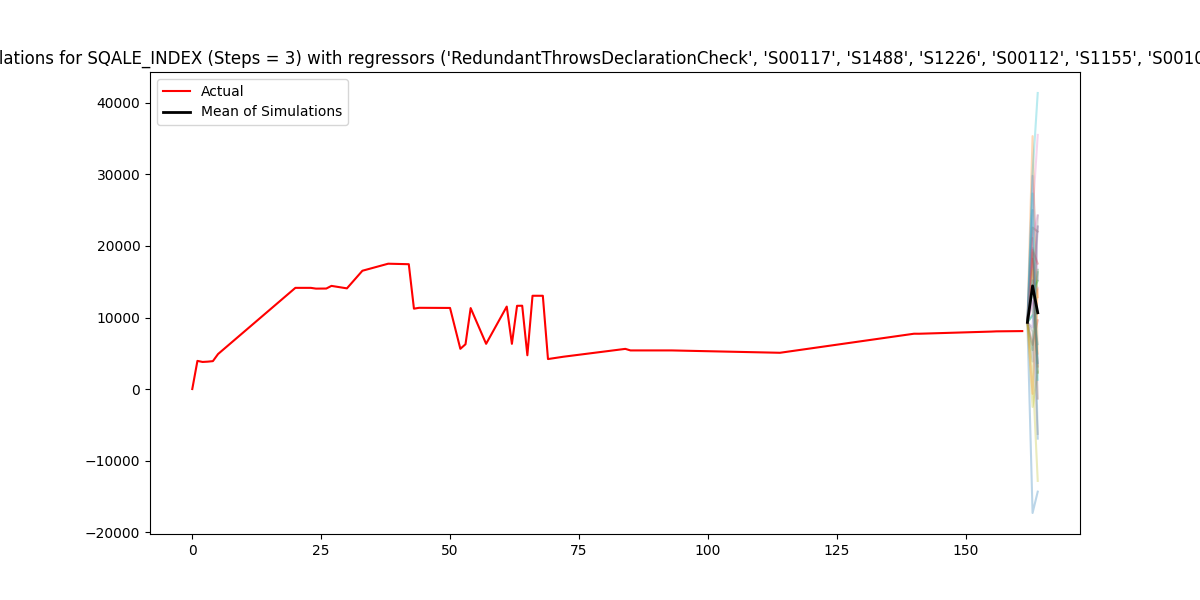 lations for SQALE_INDEX (Steps = 3) with regressors ('RedundantThrowsDeclarationCheck', 'S00117', 'S1488', 'S1226', 'S00112', 'S1155', 'S0010
Actual
Mean of Simulations
40000
30000
20000
10000
0
−10000
−20000
0 25 50 75 100 125 150